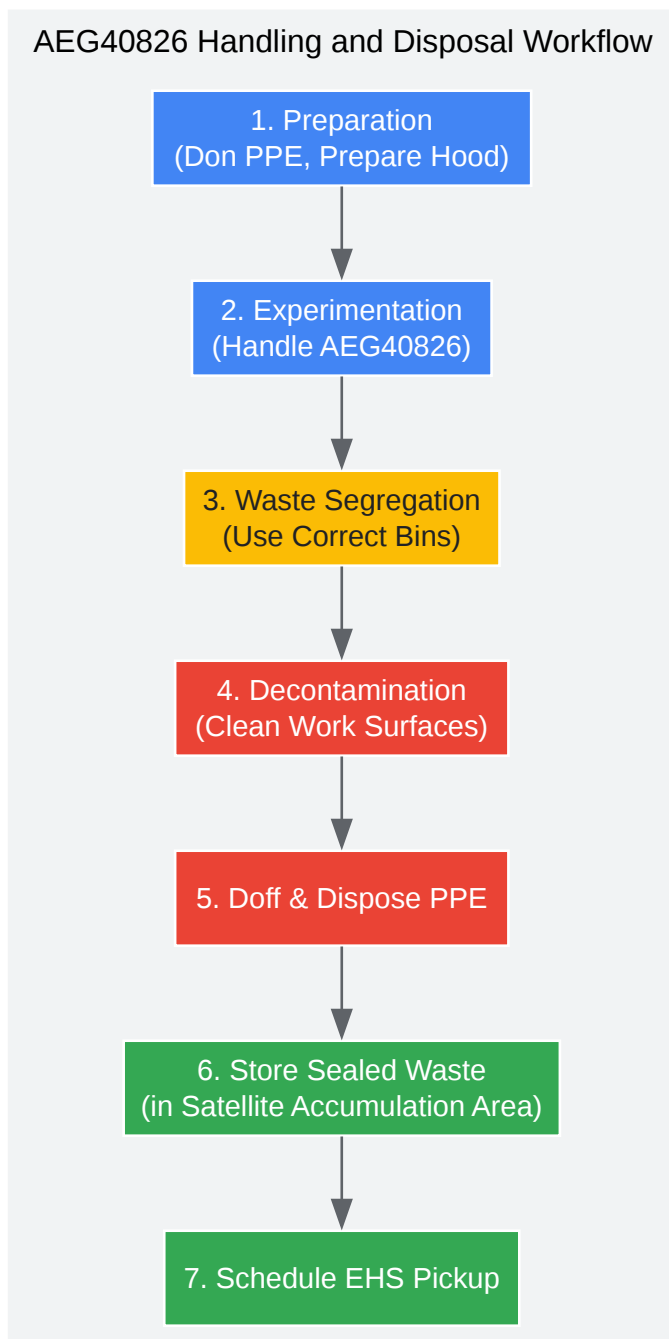 AEG40826 Handling and Disposal Workflow
1. Preparation
(Don PPE, Prepare Hood)
2. Experimentation
(Handle AEG40826)
3. Waste Segregation
(Use Correct Bins)
4. Decontamination
(Clean Work Surfaces)
5. Doff & Dispose PPE
6. Store Sealed Waste
(in Satellite Accumulation Area)
7. Schedule EHS Pickup